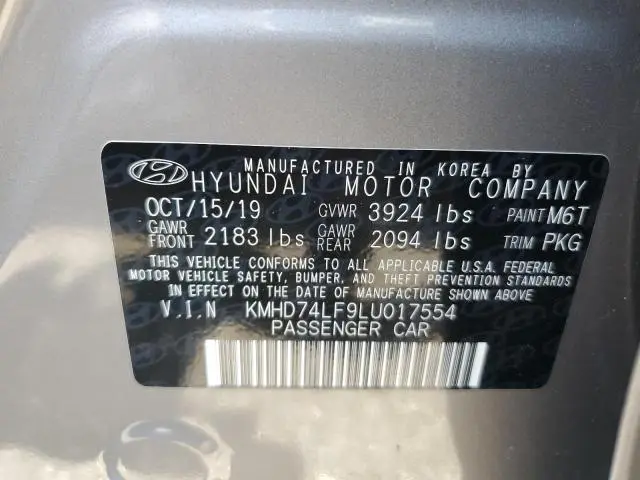 MANUFACTURED IN KOREA BY
HYUNDAI MOTOR COMPANY
OCT/15/19 GVWR 3924 lbs PAINT M6T
GAWR FRONT 2183 lbs GAWR REAR 2094 lbs TRIM PKG
THIS VEHICLE CONFORMS TO ALL APPLICABLE U.S.A. FEDERAL
MOTOR VEHICLE SAFETY, BUMPER, AND THEFT PREVENTION STANDARDS
IN EFFECT ON THE DATE OF MANUFACTURE SHOWN ABOVE.
V.I.N KMHD74LF9LU017554
PASSENGER CAR